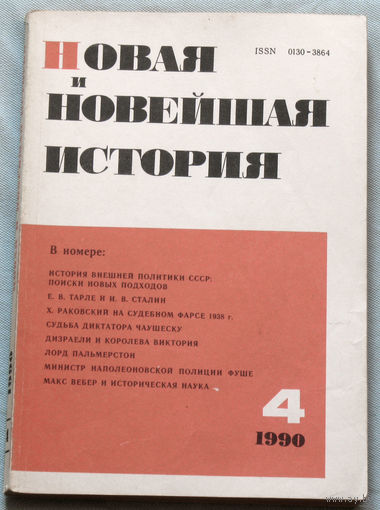 НОВАЯ
ISSN 0130-3864
И
НОВЕЙШАЯ
ИСТОРИЯ
В номере:
ИСТОРИЯ ВНЕШНЕЙ ПОЛИТИКИ СССР:
ПОИСКИ НОВЫХ ПОДХОДОВ
Е. В. ТАРЛЕ И И. В. СТАЛИН
Х. РАКОВСКИЙ НА СУДЕБНОМ ФАРСЕ 1938 г.
СУДЬБА ДИКТАТОРА ЧАУШЕСКУ
ДИЗРАЕЛИ И КОРОЛЕВА ВИКТОРИЯ
ЛОРД ПАЛЬМЕРСТОН
МИНИСТР НАПОЛЕОНОВСКОЙ ПОЛИЦИИ ФУШЕ
МАКС ВЕБЕР И ИСТОРИЧЕСКАЯ НАУКА
4
1990